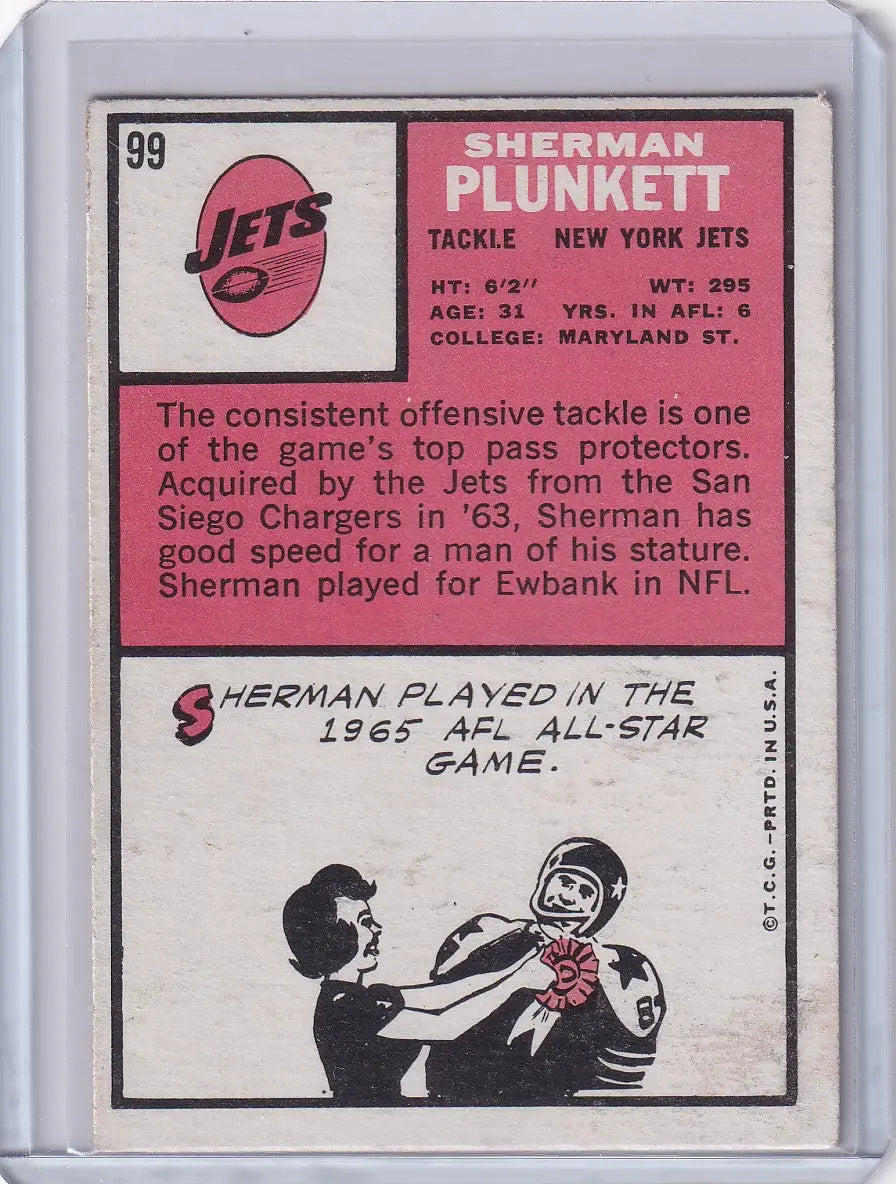 99
JETS
SHERMAN
PLUNKETT
TACKLE NEW YORK JETS
HT: 6'2" WT: 295
AGE: 31 YRS. IN AFL: 6
COLLEGE: MARYLAND ST.
The consistent offensive tackle is one
of the game's top pass protectors.
Acquired by the Jets from the San
Siego Chargers in '63, Sherman has
good speed for a man of his stature.
Sherman played for Ewbank in NFL.
SHERMAN PLAYED IN THE
1965 AFL ALL-STAR
GAME.
©T.C.G.–PRTD. IN U.S.A.